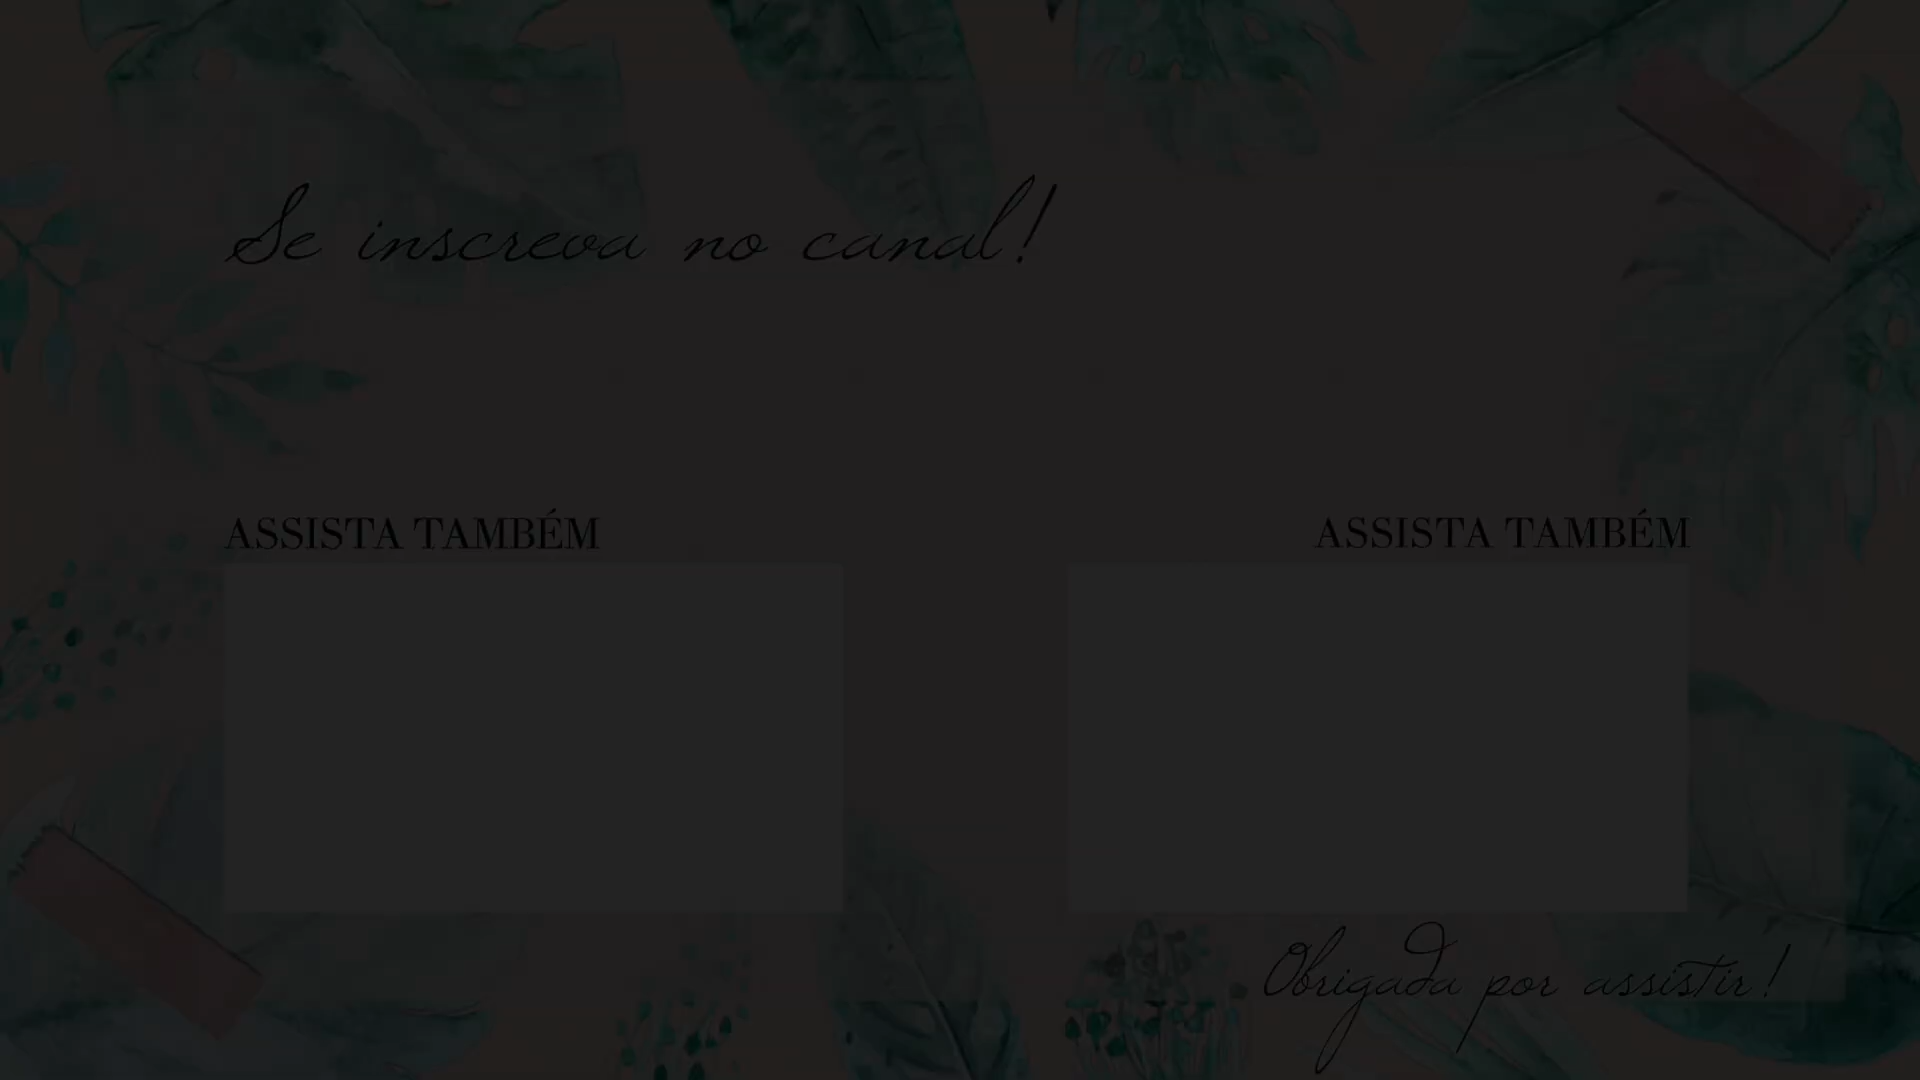 Se inscreva no canal!
ASSISTA TAMBÉM
ASSISTA TAMBÉM
Obrigada por assistir!